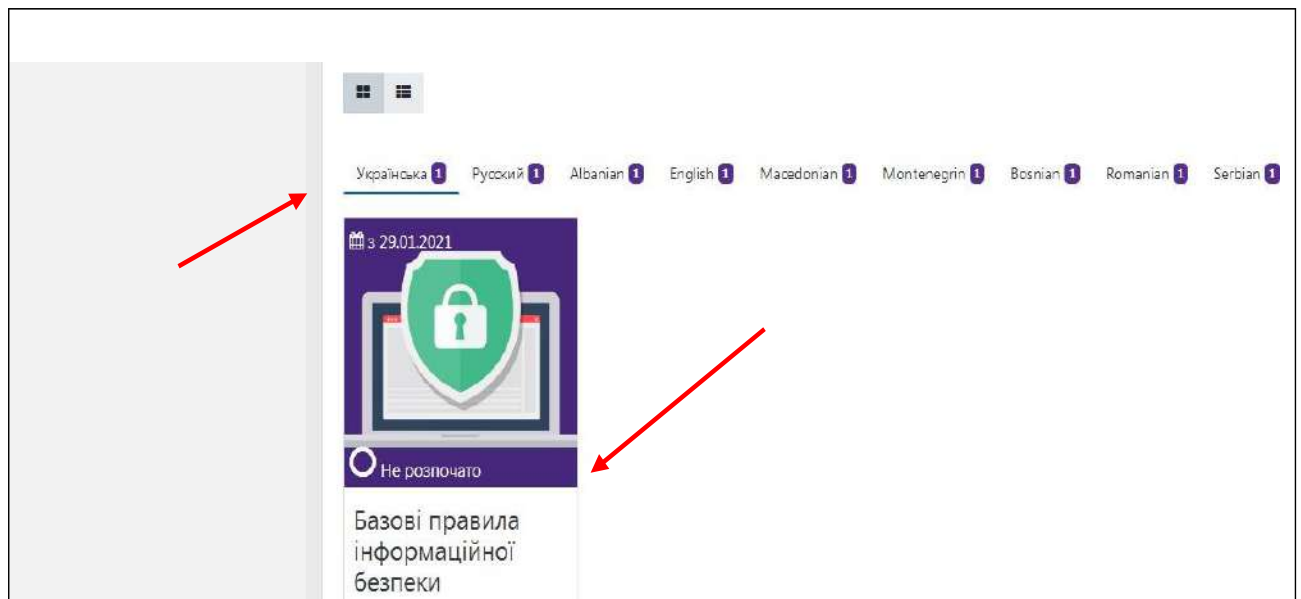 Українська 1 Русский 1 Albanian 1 English 1 Macedonian 1 Montenegrin 1 Bosnian 1 Romanian 1 Serbian 1
з 29.01.2021
Не розпочато
Базові правила
інформаційної
безпеки